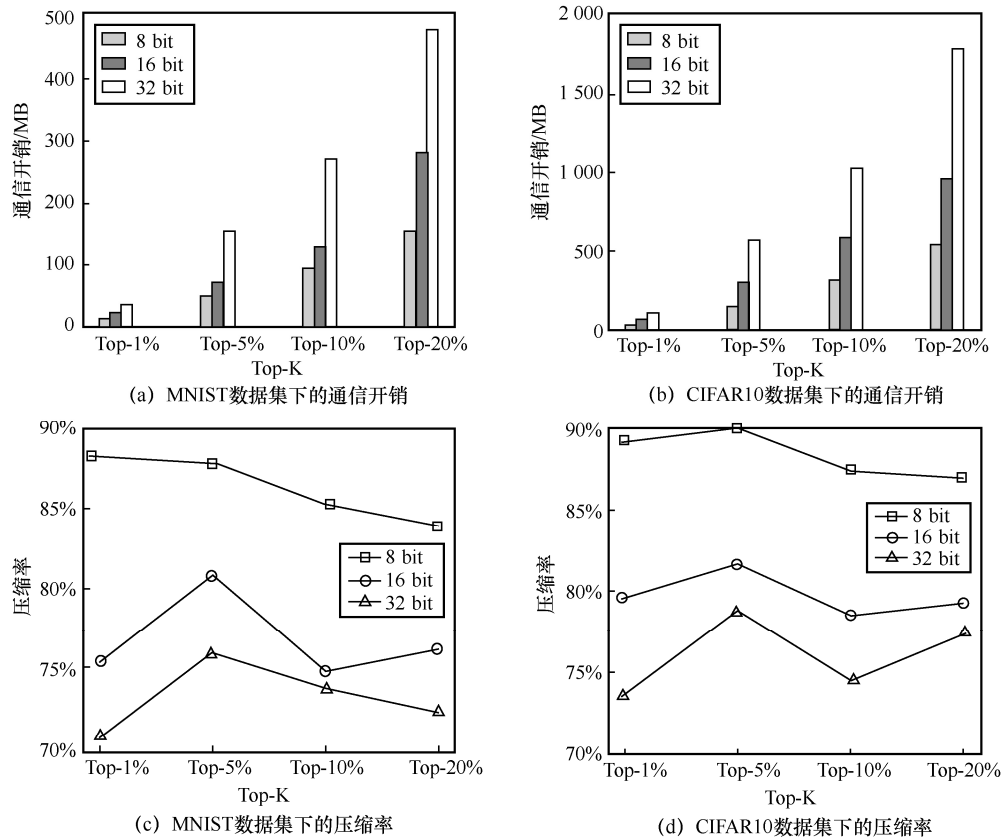 500
400
300
200
100
0
通信开销/MB
8 bit
16 bit
32 bit
Top-1%
Top-5%
Top-10%
Top-20%
Top-K
(a) MNIST数据集下的通信开销
2 000
1 500
1 000
500
0
通信开销/MB
8 bit
16 bit
32 bit
Top-1%
Top-5%
Top-10%
Top-20%
Top-K
(b) CIFAR10数据集下的通信开销
90%
85%
80%
75%
70%
压缩率
8 bit
16 bit
32 bit
Top-1%
Top-5%
Top-10%
Top-20%
Top-K
(c) MNIST数据集下的压缩率
90%
85%
80%
75%
70%
压缩率
8 bit
16 bit
32 bit
Top-1%
Top-5%
Top-10%
Top-20%
Top-K
(d) CIFAR10数据集下的压缩率